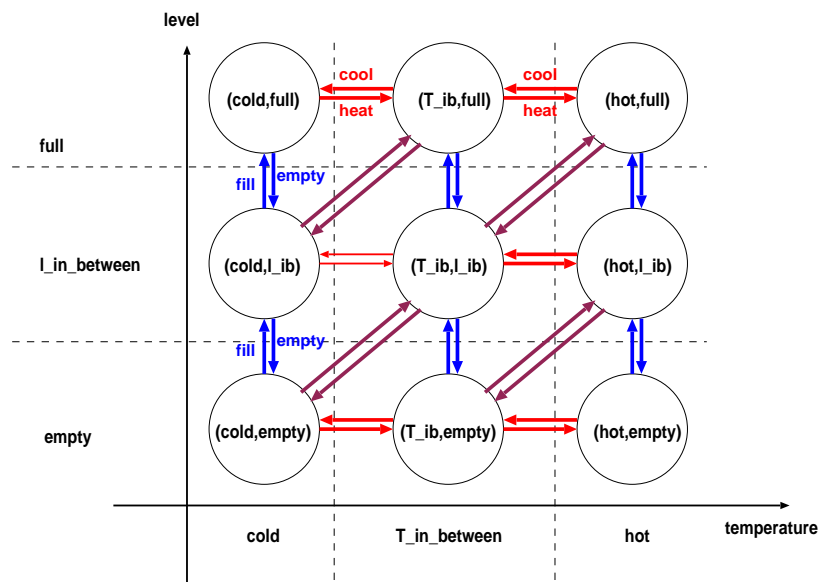 level
cool
cool
(cold,full)
(T_ib,full)
(hot,full)
heat
heat
full
fill
empty
l_in_between
(cold,l_ib)
(T_ib,l_ib)
(hot,l_ib)
fill
empty
empty
(cold,empty)
(T_ib,empty)
(hot,empty)
cold
T_in_between
hot
temperature